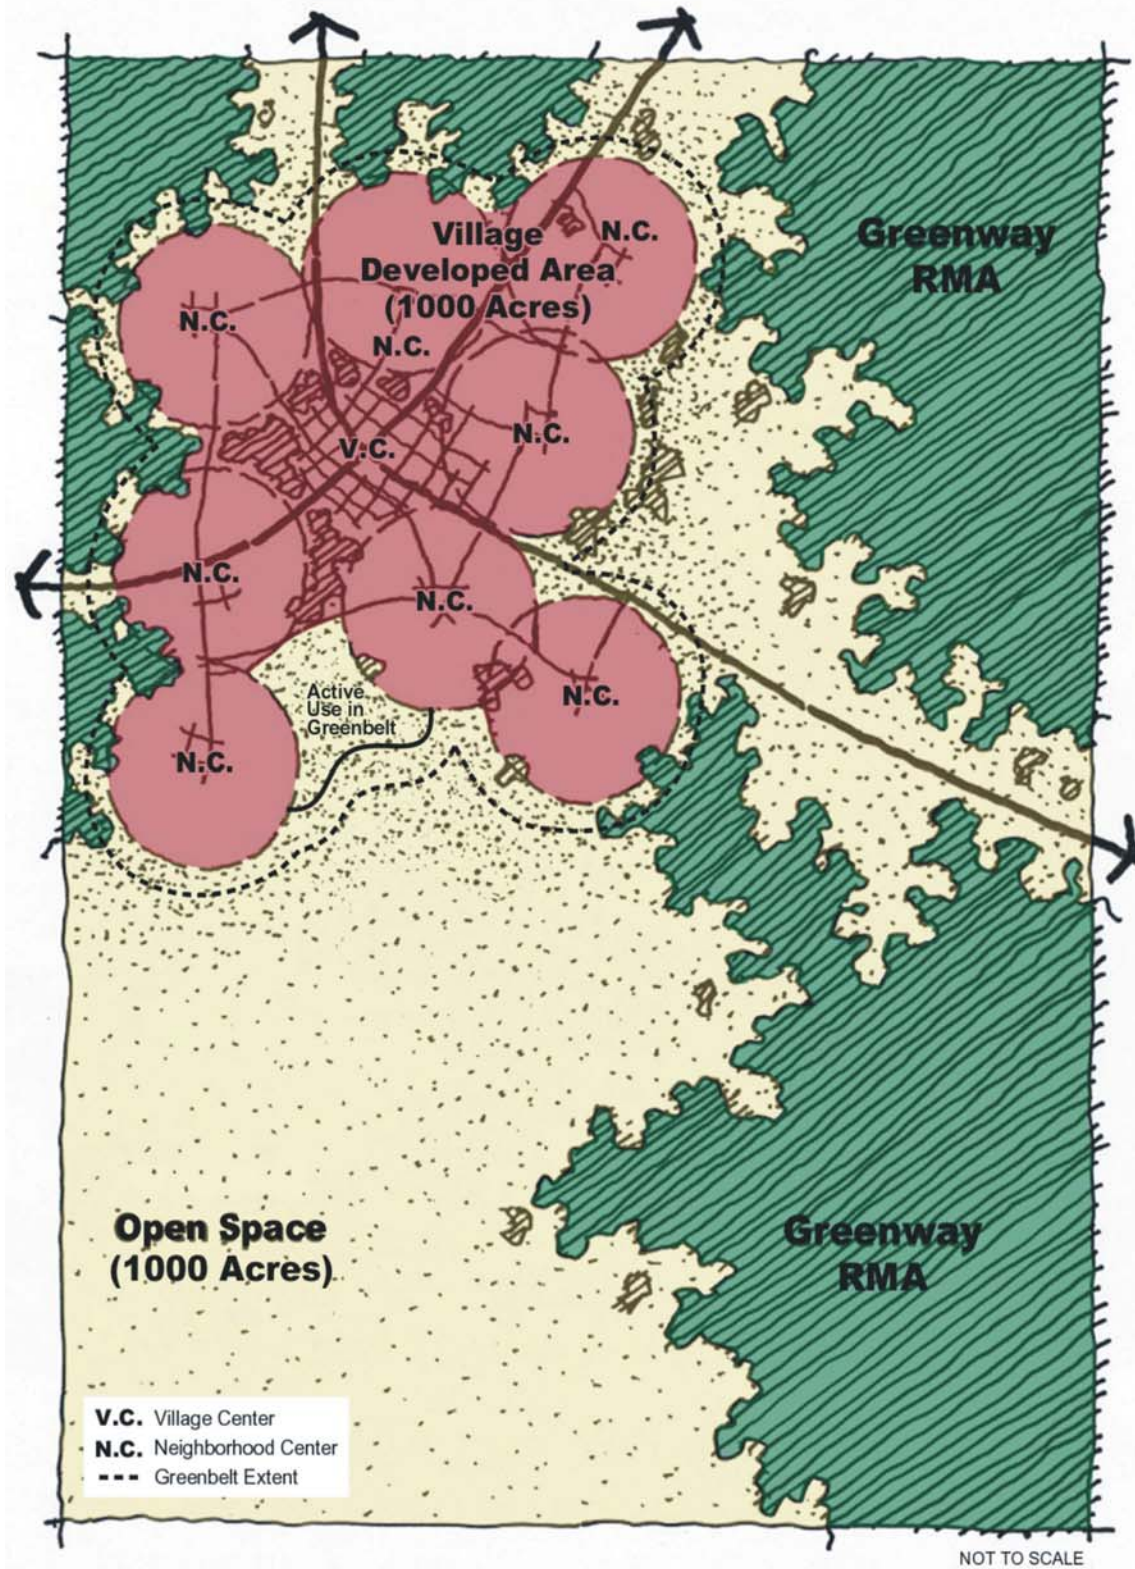 Village
Developed Area
(1000 Acres)
N.C.
N.C.
N.C.
N.C.
V.C.
N.C.
N.C.
N.C.
N.C.
Greenway
RMA
Active
Use in
Greenbelt
Open Space
(1000 Acres)
Greenway
RMA
V.C. Village Center
N.C. Neighborhood Center
Greenbelt Extent
NOT TO SCALE